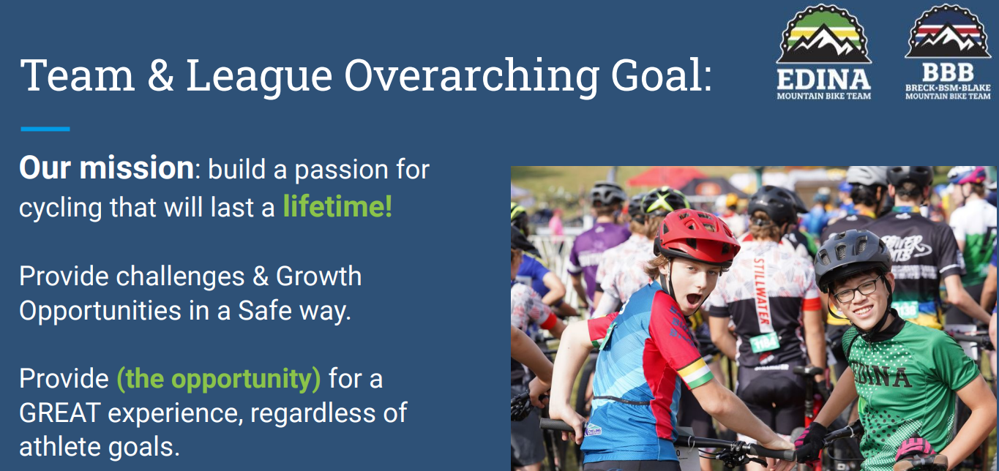 Team & League Overarching Goal:
EDINA
MOUNTAIN BIKE TEAM
BBB
BRECK•BSM•BLAKE
MOUNTAIN BIKE TEAM
Our mission: build a passion for
cycling that will last a lifetime!
Provide challenges & Growth
Opportunities in a Safe way.
Provide (the opportunity) for a
GREAT experience, regardless of
athlete goals.
STILLWATER
1184
EDINA